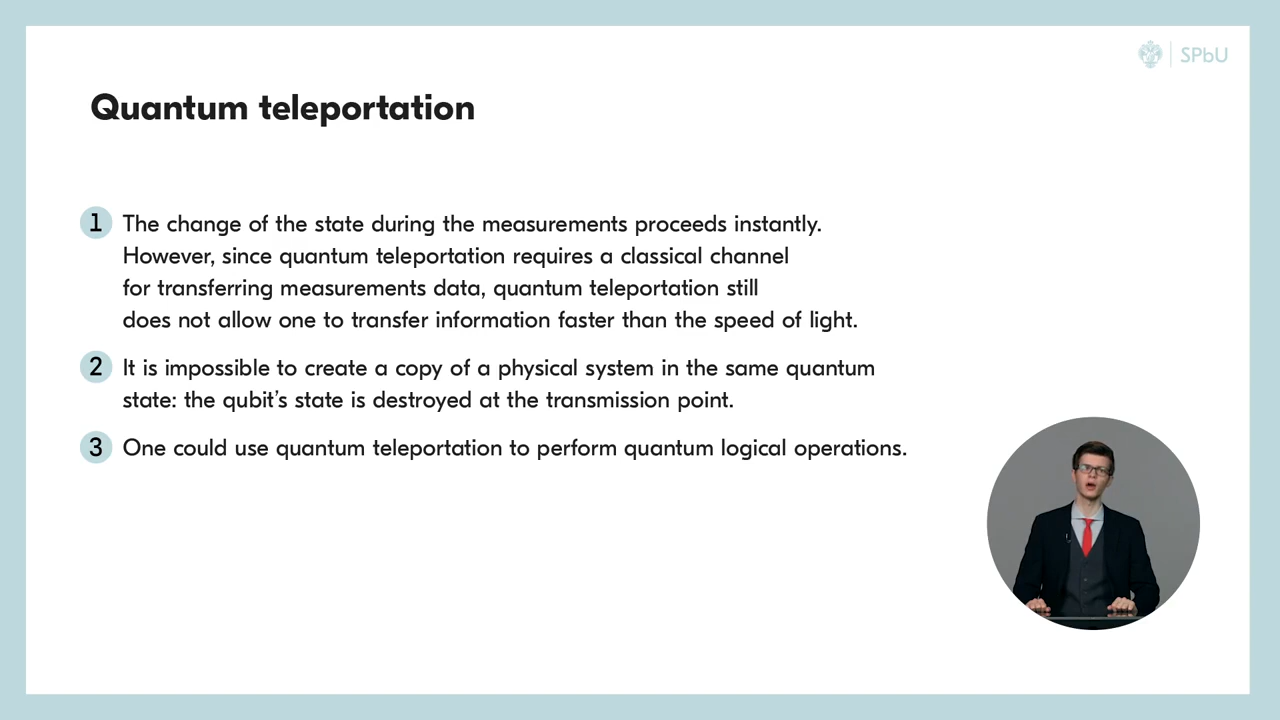 SPbU
Quantum teleportation
1 The change of the state during the measurements proceeds instantly.
However, since quantum teleportation requires a classical channel
for transferring measurements data, quantum teleportation still
does not allow one to transfer information faster than the speed of light.
2 It is impossible to create a copy of a physical system in the same quantum
state: the qubit’s state is destroyed at the transmission point.
3 One could use quantum teleportation to perform quantum logical operations.